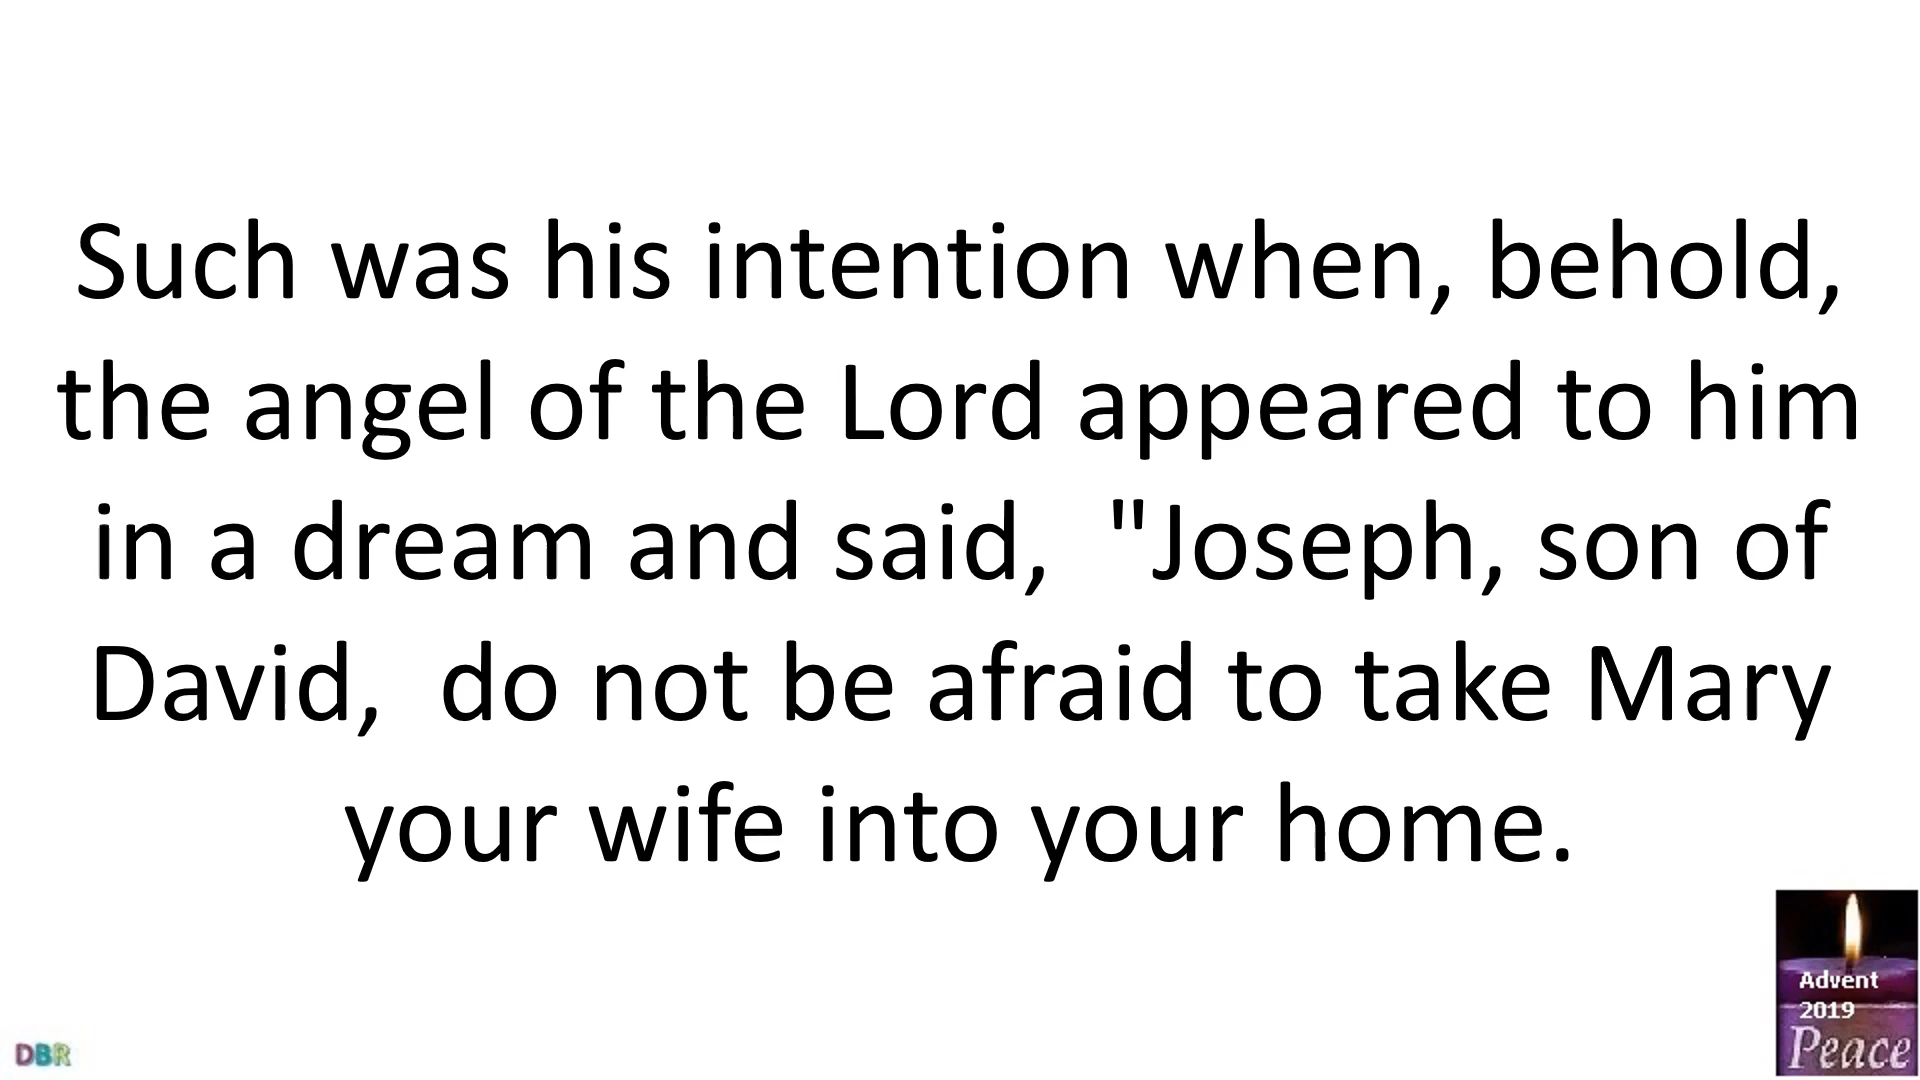 Such was his intention when, behold,
the angel of the Lord appeared to him
in a dream and said,  "Joseph, son of
David,  do not be afraid to take Mary
your wife into your home.
Advent
2019
Peace
DBR